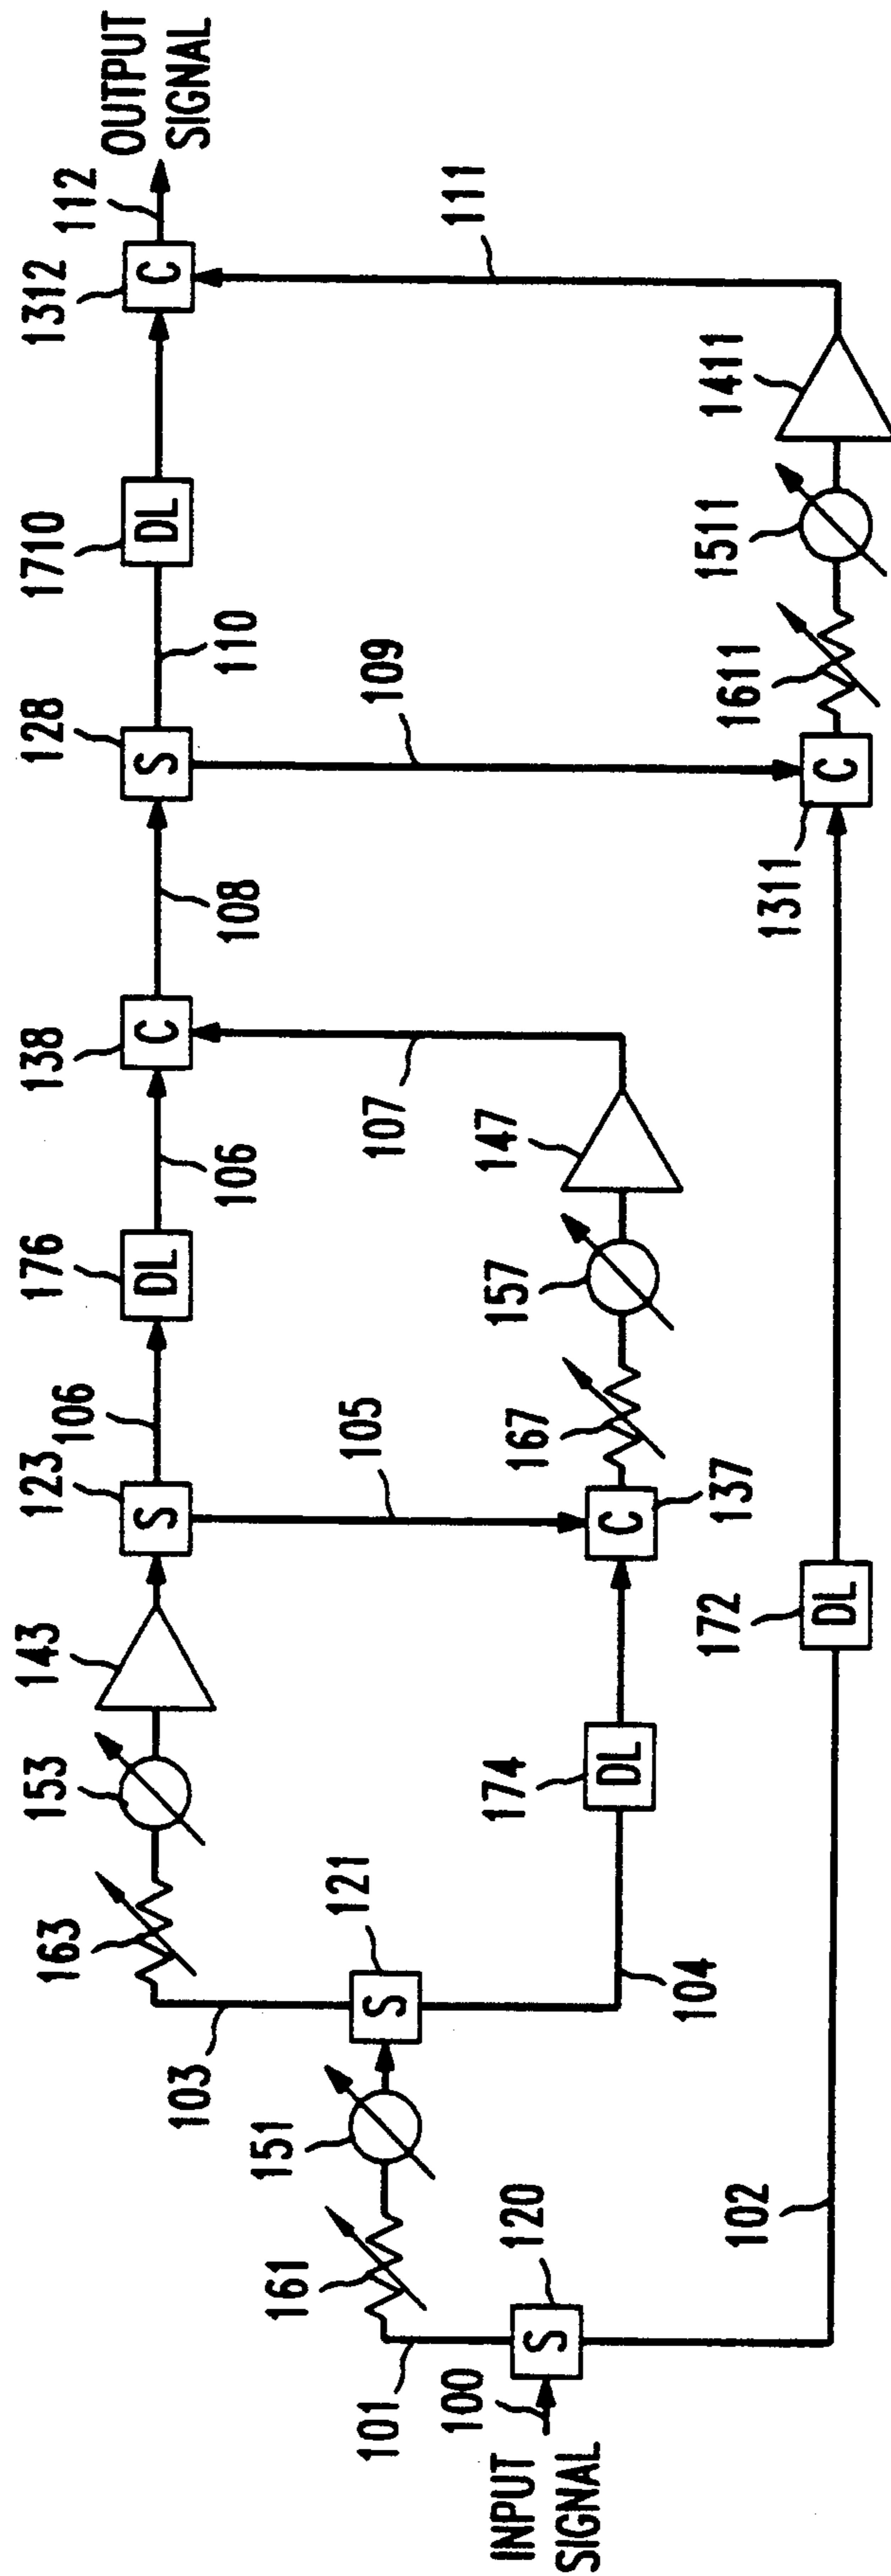 INPUT
SIGNAL
100
101
S
120
102
161
151
103
S
121
104
163
153
143
174
DL
172
DL
123
S
106
105
C
137
167
157
147
107
176
DL
106
138
C
108
128
S
109
110
1311
C
1611
1511
1411
1710
DL
111
1312
C
112
OUTPUT
SIGNAL